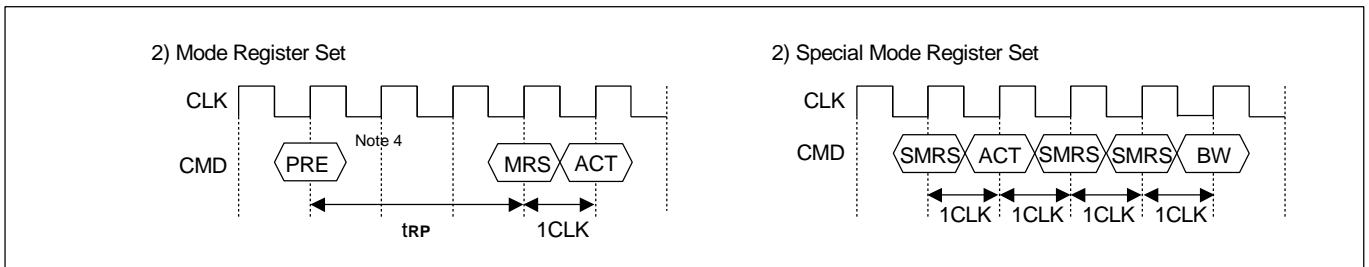 2) Mode Register Set
CLK
Note 4
CMD PRE MRS ACT
tRP 1CLK
2) Special Mode Register Set
CLK
CMD SMRS ACT SMRS SMRS BW
1CLK 1CLK 1CLK 1CLK